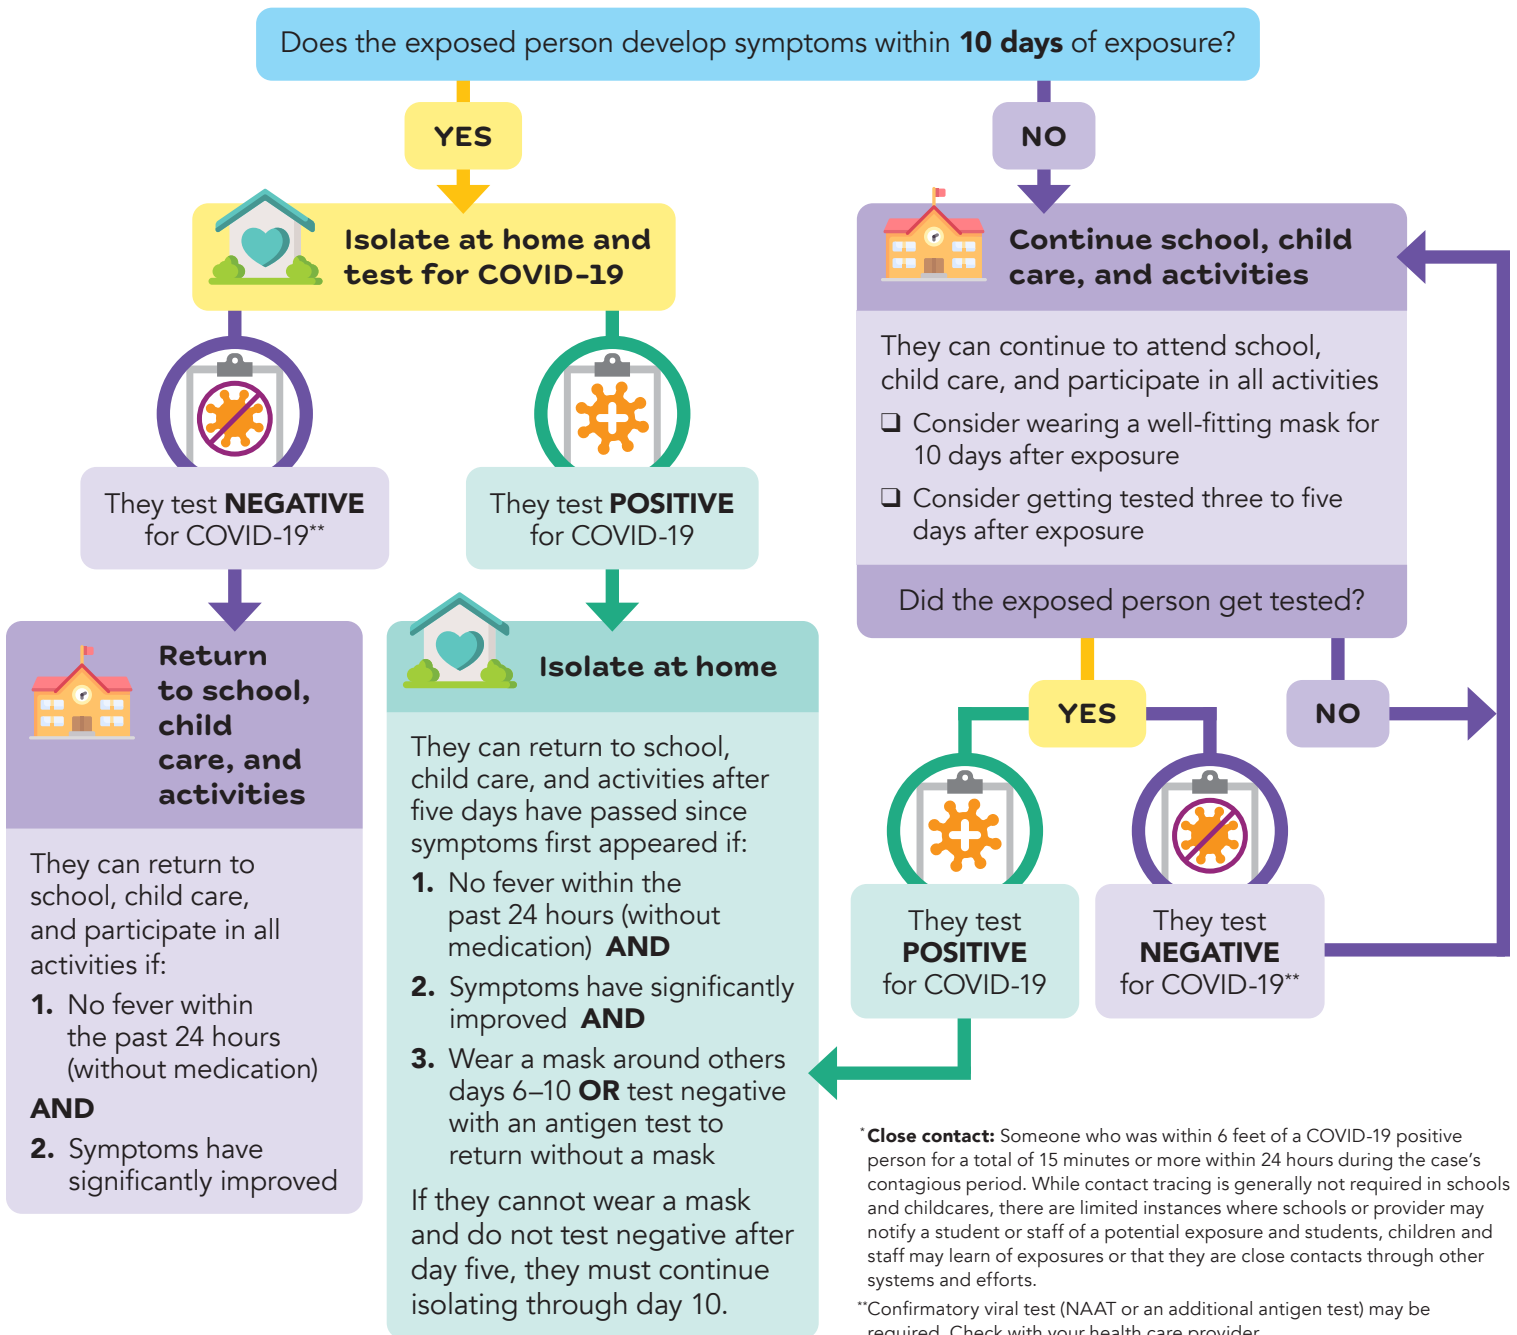 Does the exposed person develop symptoms within 10 days of exposure?
YES
NO
Isolate at home and
test for COVID-19
Continue school, child
care, and activities
They can continue to attend school,
child care, and participate in all activities
❑ Consider wearing a well-fitting mask for
10 days after exposure
❑ Consider getting tested three to five
days after exposure
Did the exposed person get tested?
They test NEGATIVE
for COVID-19**
They test POSITIVE
for COVID-19
Return
to school,
child
care, and
activities
They can return to
school, child care,
and participate in all
activities if:
1. No fever within
the past 24 hours
(without medication)
AND
2. Symptoms have
significantly improved
Isolate at home
They can return to school,
child care, and activities after
five days have passed since
symptoms first appeared if:
1. No fever within the
past 24 hours (without
medication) AND
2. Symptoms have significantly
improved AND
3. Wear a mask around others
days 6–10 OR test negative
with an antigen test to
return without a mask
If they cannot wear a mask
and do not test negative after
day five, they must continue
isolating through day 10.
YES
NO
They test
POSITIVE
for COVID-19
They test
NEGATIVE
for COVID-19**
*Close contact: Someone who was within 6 feet of a COVID-19 positive
person for a total of 15 minutes or more within 24 hours during the case's
contagious period. While contact tracing is generally not required in schools
and childcares, there are limited instances where schools or provider may
notify a student or staff of a potential exposure and students, children and
staff may learn of exposures or that they are close contacts through other
systems and efforts.
**Confirmatory viral test (NAAT or an additional antigen test) may be
required. Check with your health care provider.